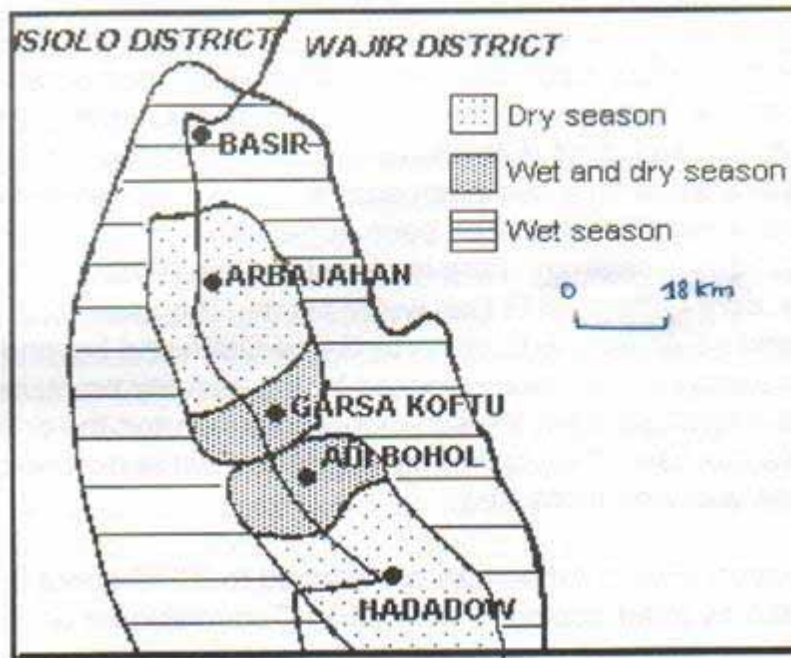 ISIOLO DISTRICT
WAJIR DISTRICT
Dry season
Wet and dry season
Wet season
0 18 Km
BASIR
ARBAJAHAN
GARSA KOFTU
ADI BOHOL
HADADOW